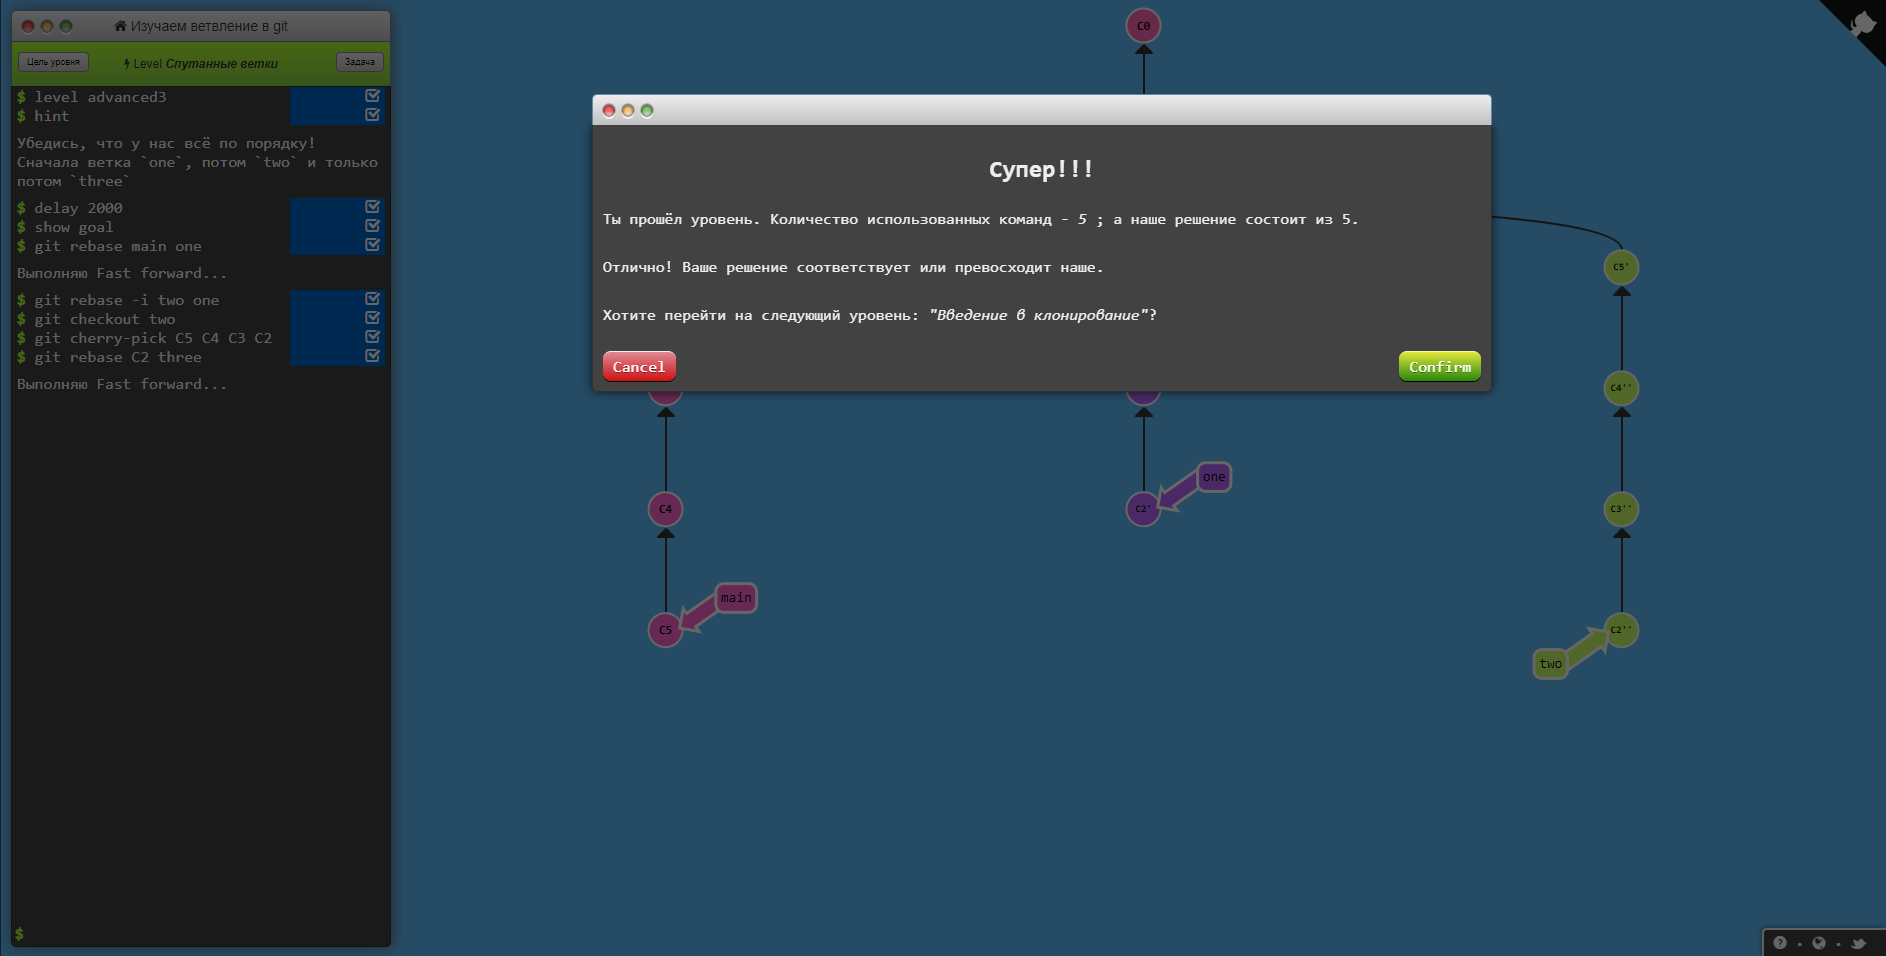 Изучаем ветвление в git
Цель уровня
Level Спутанные ветки
Задача
$ level advanced3
$ hint
Убедись, что у нас всё по порядку!
Сначала ветка `one`, потом `two` и только
потом `three`
$ delay 2000
$ show goal
$ git rebase main one
Выполняю Fast forward...
$ git rebase -i two one
$ git checkout two
$ git cherry-pick C5 C4 C3 C2
$ git rebase C2 three
Выполняю Fast forward...
$
C0
Супер!!!
Ты прошёл уровень. Количество использованных команд - 5 ; а наше решение состоит из 5.
Отлично! Ваше решение соответствует или превосходит наше.
Хотите перейти на следующий уровень: "Введение в клонирование"?
Cancel
Confirm
C5'
C4''
one
C4
C2'
C3''
main
C5
C2''
two